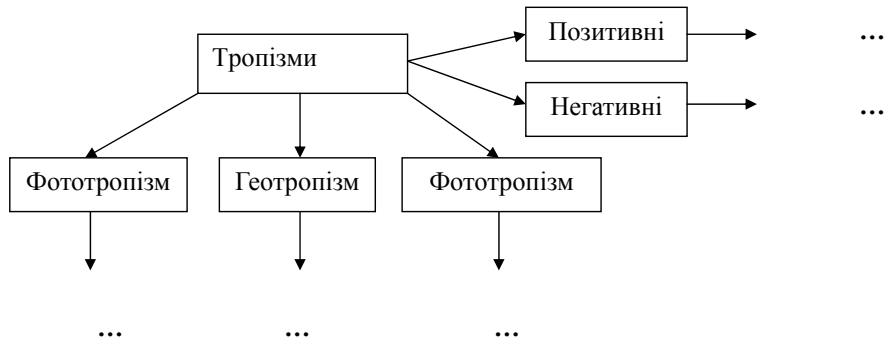 Позитивні ...
Тропізми
Негативні ...
Фототропізм Геотропізм Фототропізм
... ... ...